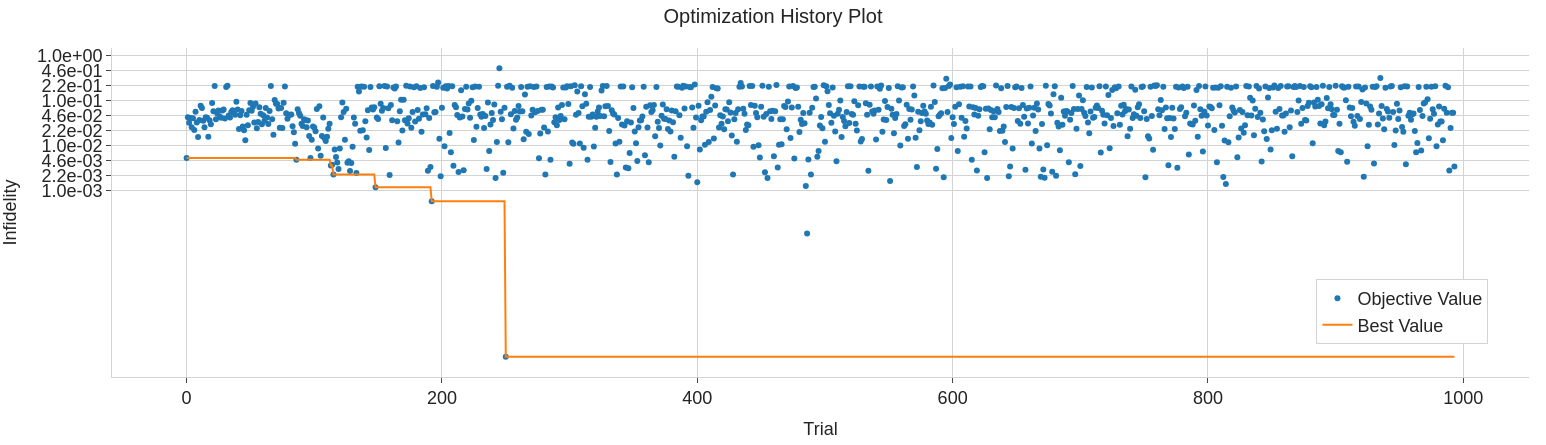 Optimization History Plot
1.0e+00
4.6e-01
2.2e-01
1.0e-01
4.6e-02
2.2e-02
1.0e-02
4.6e-03
2.2e-03
1.0e-03
Infidelity
Objective Value
Best Value
0 200 400 600 800 1000
Trial